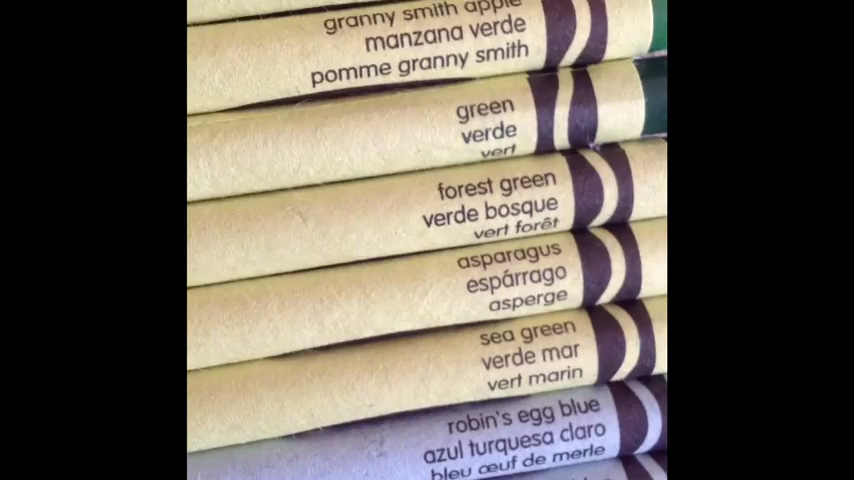 granny smith apple
manzana verde
pomme granny smith
green
verde
vert
forest green
verde bosque
vert forêt
asparagus
espárrago
asperge
sea green
verde mar
vert marin
robin's egg blue
azul turquesa claro
bleu œuf de merle